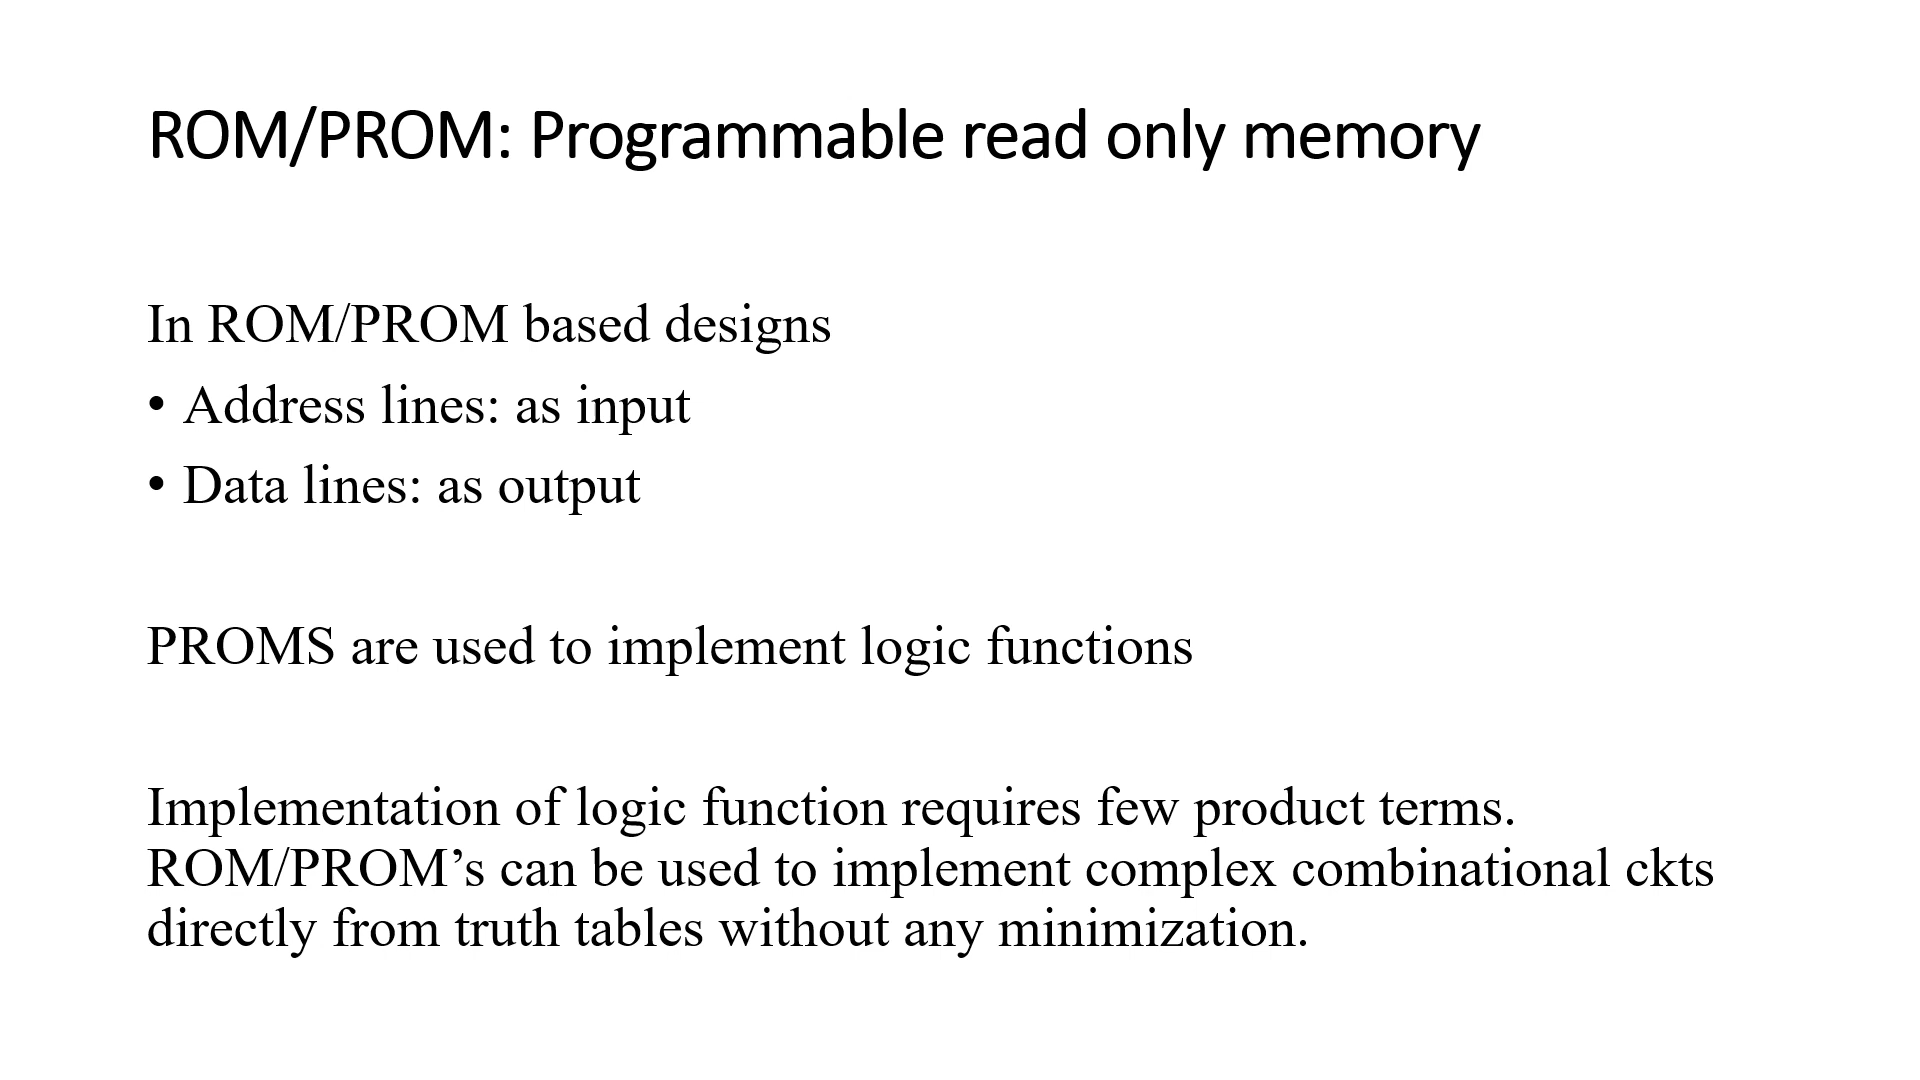 ROM/PROM: Programmable read only memory
In ROM/PROM based designs
• Address lines: as input
• Data lines: as output
PROMS are used to implement logic functions
Implementation of logic function requires few product terms.
ROM/PROM’s can be used to implement complex combinational ckts
directly from truth tables without any minimization.